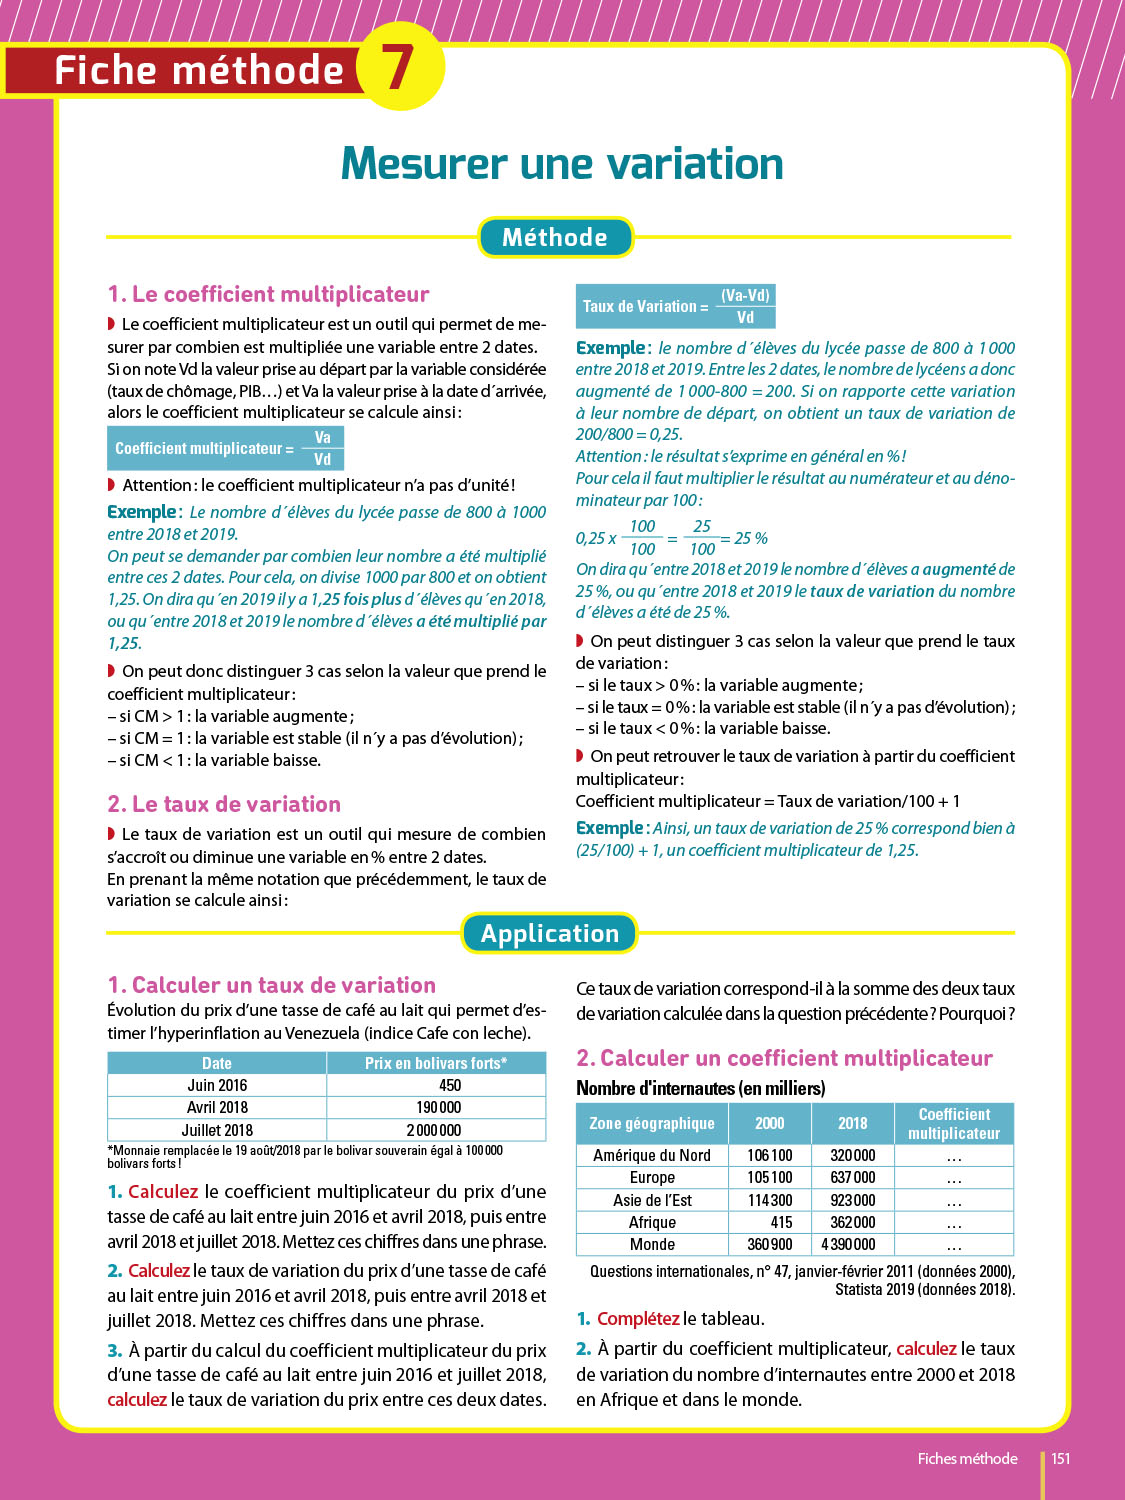 Fiche méthode 7
Mesurer une variation
Méthode
1. Le coefficient multiplicateur
◗ Le coefficient multiplicateur est un outil qui permet de me-
surer par combien est multipliée une variable entre 2 dates.
Si on note Vd la valeur prise au départ par la variable considérée
(taux de chômage, PIB…) et Va la valeur prise à la date d´arrivée,
alors le coefficient multiplicateur se calcule ainsi :
Coefficient multiplicateur = Va
Vd
◗ Attention : le coefficient multiplicateur n’a pas d’unité !
Exemple : Le nombre d´élèves du lycée passe de 800 à 1000
entre 2018 et 2019.
On peut se demander par combien leur nombre a été multiplié
entre ces 2 dates. Pour cela, on divise 1000 par 800 et on obtient
1,25. On dira qu´en 2019 il y a 1,25 fois plus d´élèves qu´en 2018,
ou qu´entre 2018 et 2019 le nombre d´élèves a été multiplié par
1,25.
◗ On peut donc distinguer 3 cas selon la valeur que prend le
coefficient multiplicateur :
– si CM > 1 : la variable augmente ;
– si CM = 1 : la variable est stable (il n´y a pas d’évolution) ;
– si CM < 1 : la variable baisse.
2. Le taux de variation
◗ Le taux de variation est un outil qui mesure de combien
s’accroît ou diminue une variable en % entre 2 dates.
En prenant la même notation que précédemment, le taux de
variation se calcule ainsi :
Taux de Variation = (Va-Vd)
Vd
Exemple : le nombre d´élèves du lycée passe de 800 à 1 000
entre 2018 et 2019. Entre les 2 dates, le nombre de lycéens a donc
augmenté de 1 000-800 = 200. Si on rapporte cette variation
à leur nombre de départ, on obtient un taux de variation de
200/800 = 0,25.
Attention : le résultat s’exprime en général en % !
Pour cela il faut multiplier le résultat au numérateur et au déno-
minateur par 100 :
0,25 x 100 = 25 = 25 %
100 100
On dira qu´entre 2018 et 2019 le nombre d´élèves a augmenté de
25 %, ou qu´entre 2018 et 2019 le taux de variation du nombre
d´élèves a été de 25 %.
◗ On peut distinguer 3 cas selon la valeur que prend le taux
de variation :
– si le taux > 0 % : la variable augmente ;
– si le taux = 0 % : la variable est stable (il n´y a pas d’évolution) ;
– si le taux < 0 % : la variable baisse.
◗ On peut retrouver le taux de variation à partir du coefficient
multiplicateur :
Coefficient multiplicateur = Taux de variation/100 + 1
Exemple : Ainsi, un taux de variation de 25 % correspond bien à
(25/100) + 1, un coefficient multiplicateur de 1,25.
Application
1. Calculer un taux de variation
Évolution du prix d’une tasse de café au lait qui permet d’es-
timer l’hyperinflation au Venezuela (indice Cafe con leche).
Date Prix en bolivars forts*
Juin 2016 450
Avril 2018 190 000
Juillet 2018 2 000 000
*Monnaie remplacée le 19 août/2018 par le bolivar souverain égal à 100 000
bolivars forts !
1. Calculez le coefficient multiplicateur du prix d’une
tasse de café au lait entre juin 2016 et avril 2018, puis entre
avril 2018 et juillet 2018. Mettez ces chiffres dans une phrase.
2. Calculez le taux de variation du prix d’une tasse de café
au lait entre juin 2016 et avril 2018, puis entre avril 2018 et
juillet 2018. Mettez ces chiffres dans une phrase.
3. À partir du calcul du coefficient multiplicateur du prix
d’une tasse de café au lait entre juin 2016 et juillet 2018,
calculez le taux de variation du prix entre ces deux dates.
Ce taux de variation correspond-il à la somme des deux taux
de variation calculée dans la question précédente ? Pourquoi ?
2. Calculer un coefficient multiplicateur
Nombre d'internautes (en milliers)
Zone géographique 2000 2018 Coefficient
multiplicateur
Amérique du Nord 106 100 320 000 …
Europe 105 100 637 000 …
Asie de l’Est 114 300 923 000 …
Afrique 415 362 000 …
Monde 360 900 4 390 000 …
Questions internationales, n° 47, janvier-février 2011 (données 2000),
Statista 2019 (données 2018).
1. Complétez le tableau.
2. À partir du coefficient multiplicateur, calculez le taux
de variation du nombre d’internautes entre 2000 et 2018
en Afrique et dans le monde.
Fiches méthode 151